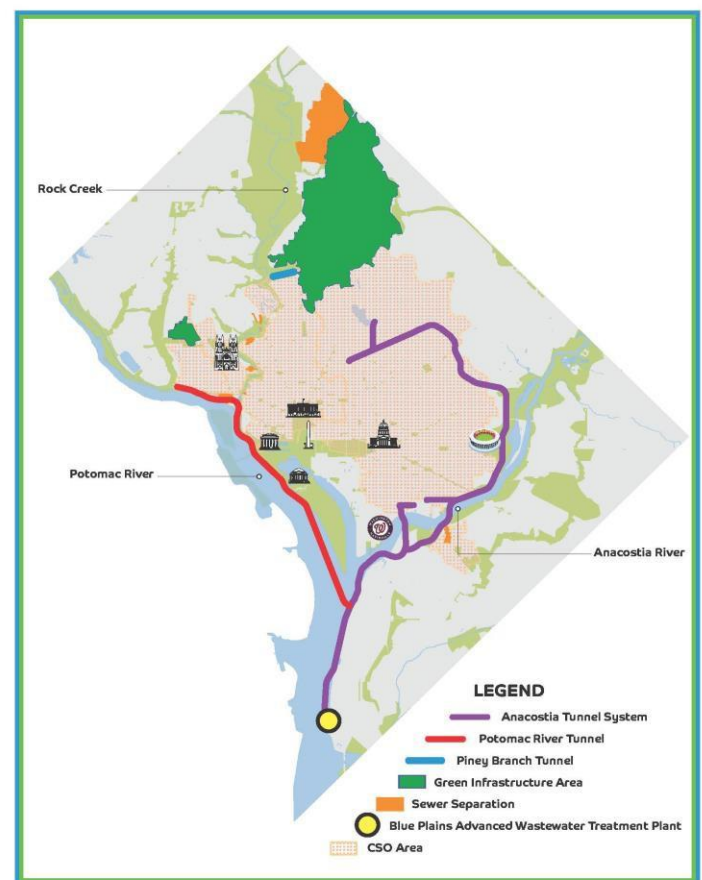 Rock Creek
Potomac River
Anacostia River
LEGEND
Anacostia Tunnel System
Potomac River Tunnel
Piney Branch Tunnel
Green Infrastructure Area
Sewer Separation
Blue Plains Advanced Wastewater Treatment Plant
CSO Area